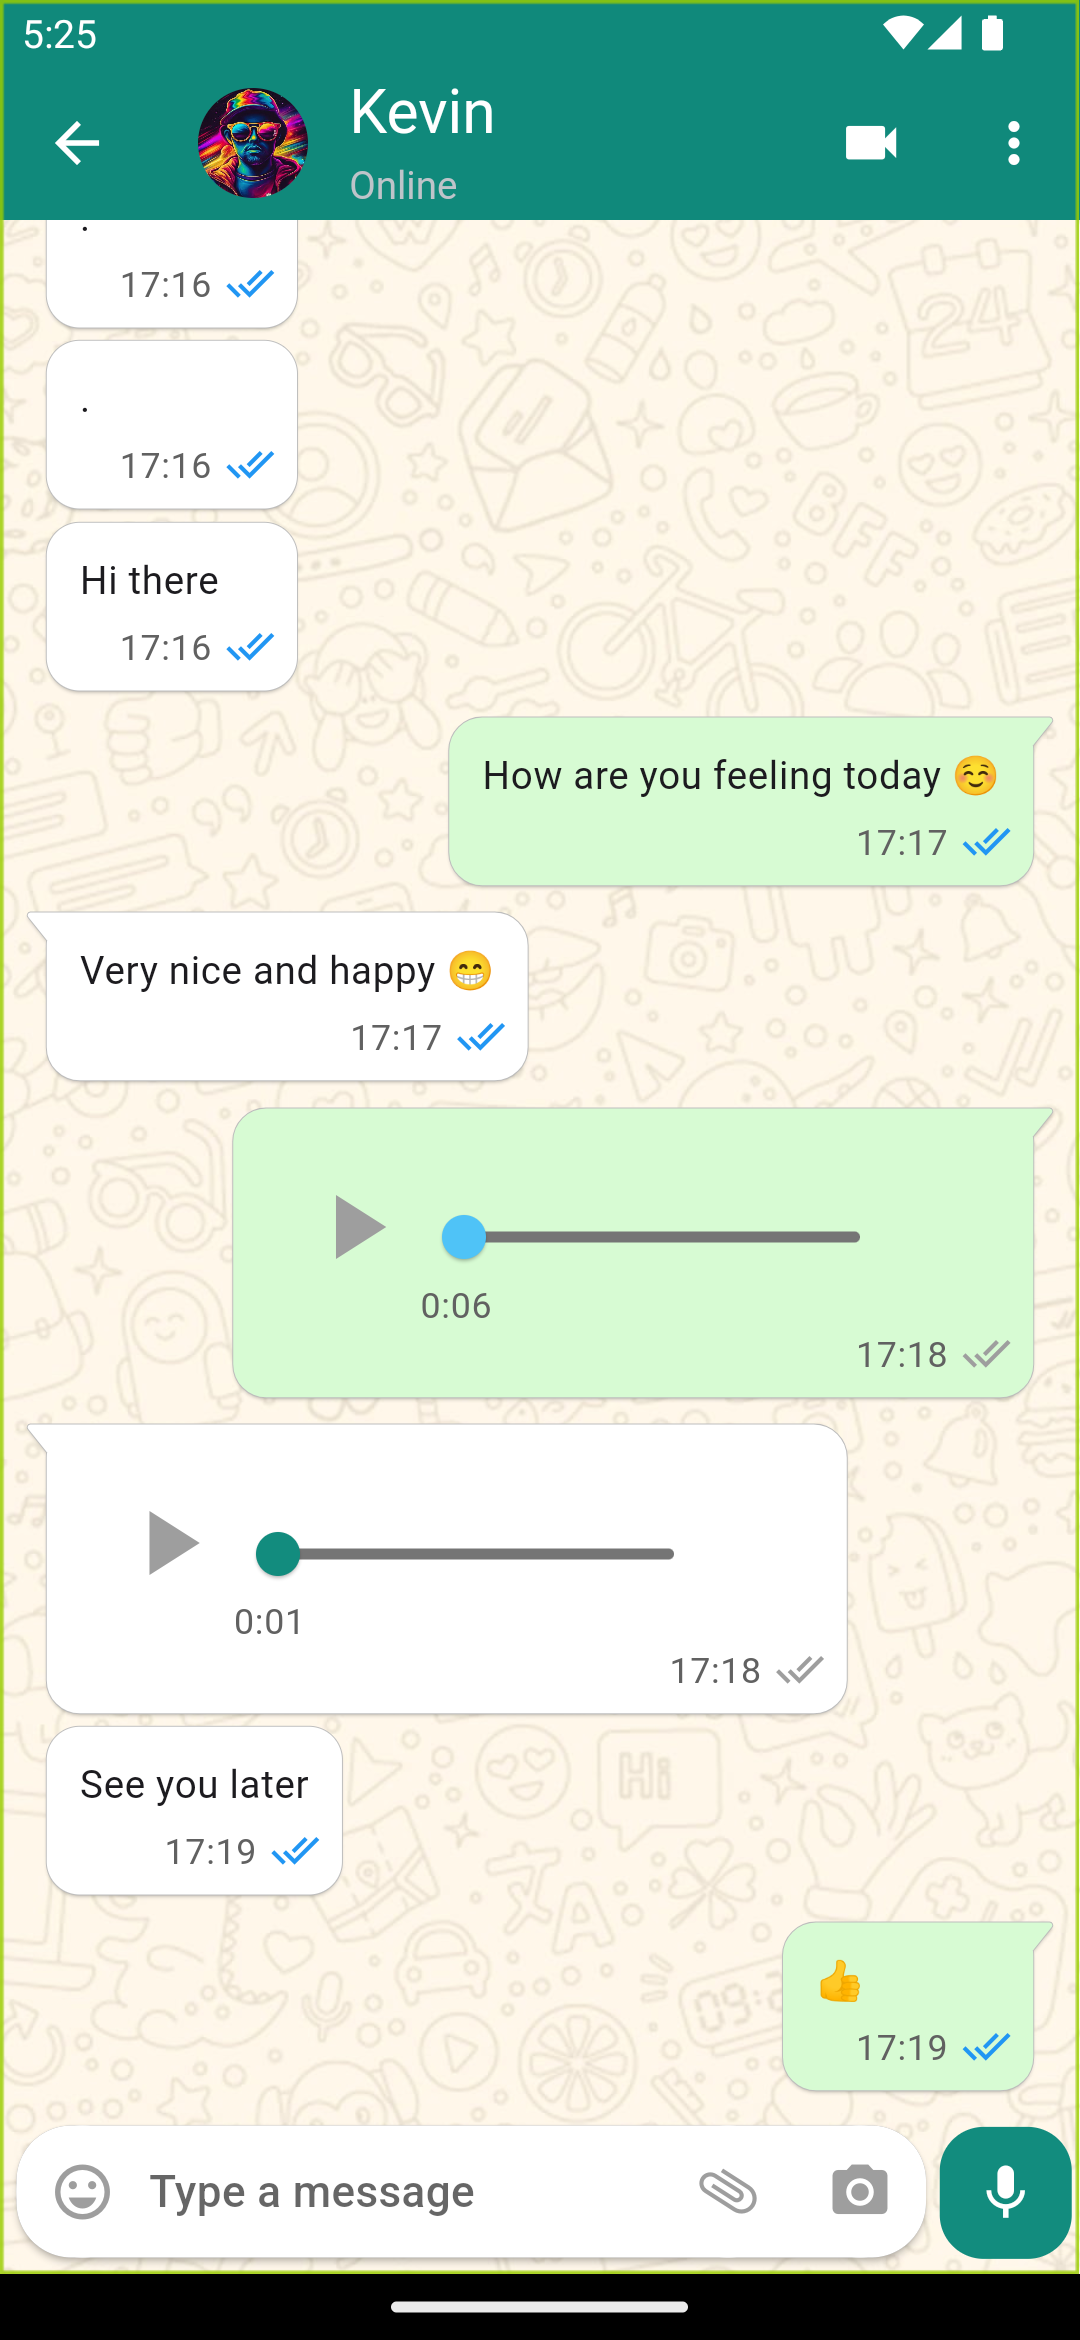 5:25
Kevin
Online
.
17:16
.
17:16
Hi there
17:16
How are you feeling today ☺️
17:17
Very nice and happy 😁
17:17
0:06
17:18
0:01
17:18
See you later
17:19
👍
17:19
Type a message